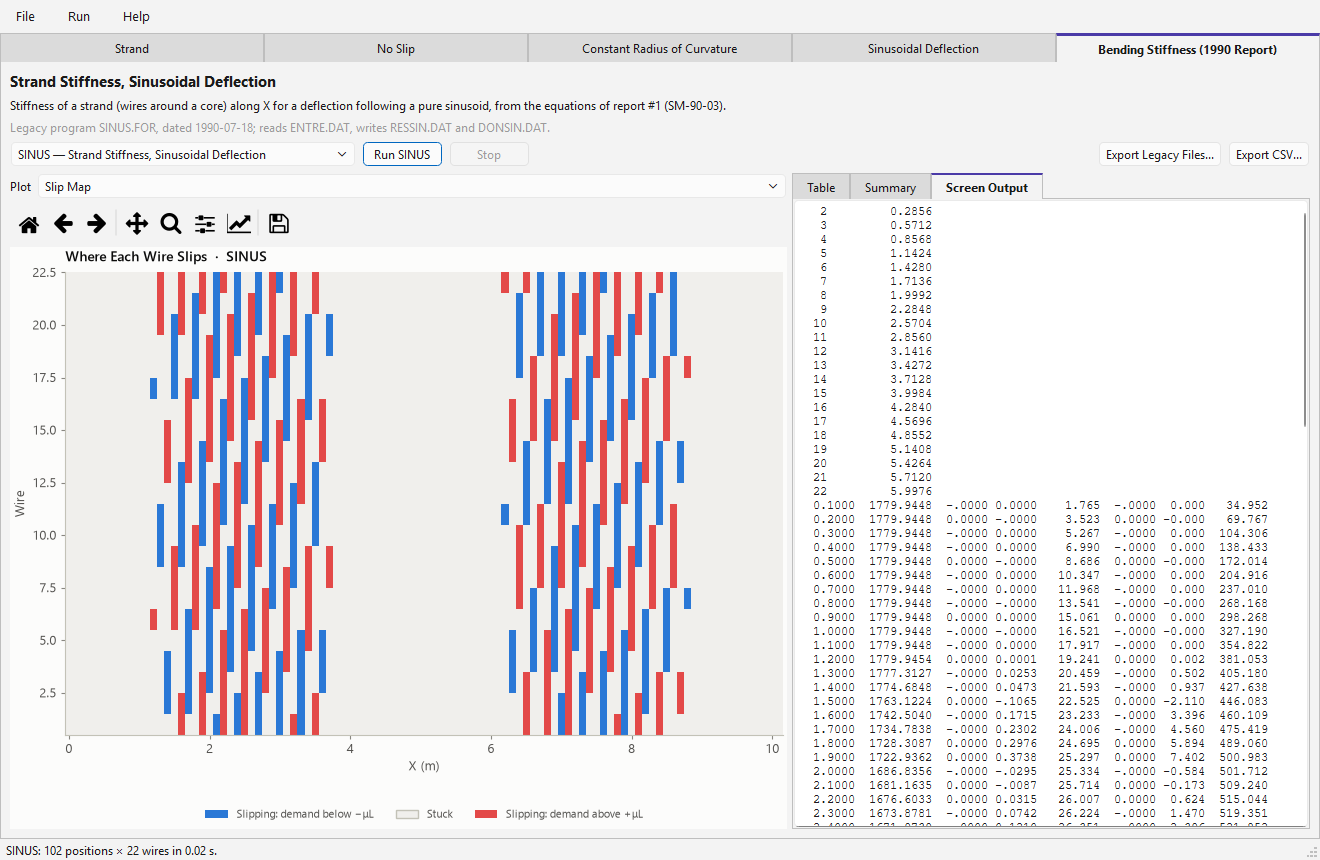 File Run Help
Strand No Slip Constant Radius of Curvature Sinusoidal Deflection Bending Stiffness (1990 Report)
Strand Stiffness, Sinusoidal Deflection
Stiffness of a strand (wires around a core) along X for a deflection following a pure sinusoid, from the equations of report #1 (SM-90-03).
Legacy program SINUS.FOR, dated 1990-07-18; reads ENTRE.DAT, writes RESSIN.DAT and DONSIN.DAT.
SINUS — Strand Stiffness, Sinusoidal Deflection Run SINUS Stop Export Legacy Files... Export CSV...
Plot Slip Map
Where Each Wire Slips · SINUS
22.5
20.0
17.5
15.0
12.5
10.0
7.5
5.0
2.5
Wire
0 2 4 6 8 10
X (m)
Slipping: demand below −μL Stuck Slipping: demand above +μL
Table Summary Screen Output
2 0.2856
3 0.5712
4 0.8568
5 1.1424
6 1.4280
7 1.7136
8 1.9992
9 2.2848
10 2.5704
11 2.8560
12 3.1416
13 3.4272
14 3.7128
15 3.9984
16 4.2840
17 4.5696
18 4.8552
19 5.1408
20 5.4264
21 5.7120
22 5.9976
0.1000 1779.9448 -.0000 0.0000 1.765 -.0000 0.000 34.952
0.2000 1779.9448 0.0000 -.0000 3.523 0.0000 -0.000 69.767
0.3000 1779.9448 -.0000 0.0000 5.267 -.0000 0.000 104.306
0.4000 1779.9448 -.0000 0.0000 6.990 -.0000 0.000 138.433
0.5000 1779.9448 0.0000 -.0000 8.686 0.0000 -0.000 172.014
0.6000 1779.9448 -.0000 0.0000 10.347 -.0000 0.000 204.916
0.7000 1779.9448 -.0000 0.0000 11.968 -.0000 0.000 237.010
0.8000 1779.9448 0.0000 -.0000 13.541 -.0000 -0.000 268.168
0.9000 1779.9448 0.0000 0.0000 15.061 -.0000 0.000 298.268
1.0000 1779.9448 -.0000 -.0000 16.521 -.0000 -0.000 327.190
1.1000 1779.9448 -.0000 0.0000 17.917 -.0000 0.000 354.822
1.2000 1779.9454 0.0000 0.0001 19.241 -.0000 0.002 381.053
1.3000 1777.3127 -.0000 0.0253 20.459 -.0000 0.502 405.180
1.4000 1774.6848 -.0000 0.0473 21.593 -.0000 0.937 427.638
1.5000 1763.1224 0.0000 -.1065 22.525 -.0000 -2.110 446.083
1.6000 1742.5040 -.0000 0.1715 23.233 -.0000 3.396 460.109
1.7000 1734.7838 -.0000 0.2302 24.006 -.0000 4.560 475.419
1.8000 1728.3087 0.0000 0.2976 24.695 -.0000 5.894 489.060
1.9000 1722.9362 0.0000 0.3738 25.297 -.0000 7.402 500.983
2.0000 1686.8356 -.0000 -.0295 25.334 -.0000 -0.584 501.712
2.1000 1681.1635 0.0000 -.0087 25.714 -.0000 -0.173 509.240
2.2000 1676.6033 0.0000 0.0315 26.007 -.0000 0.624 515.044
2.3000 1673.8781 -.0000 0.0742 26.224 -.0000 1.470 519.351
SINUS: 102 positions × 22 wires in 0.02 s.